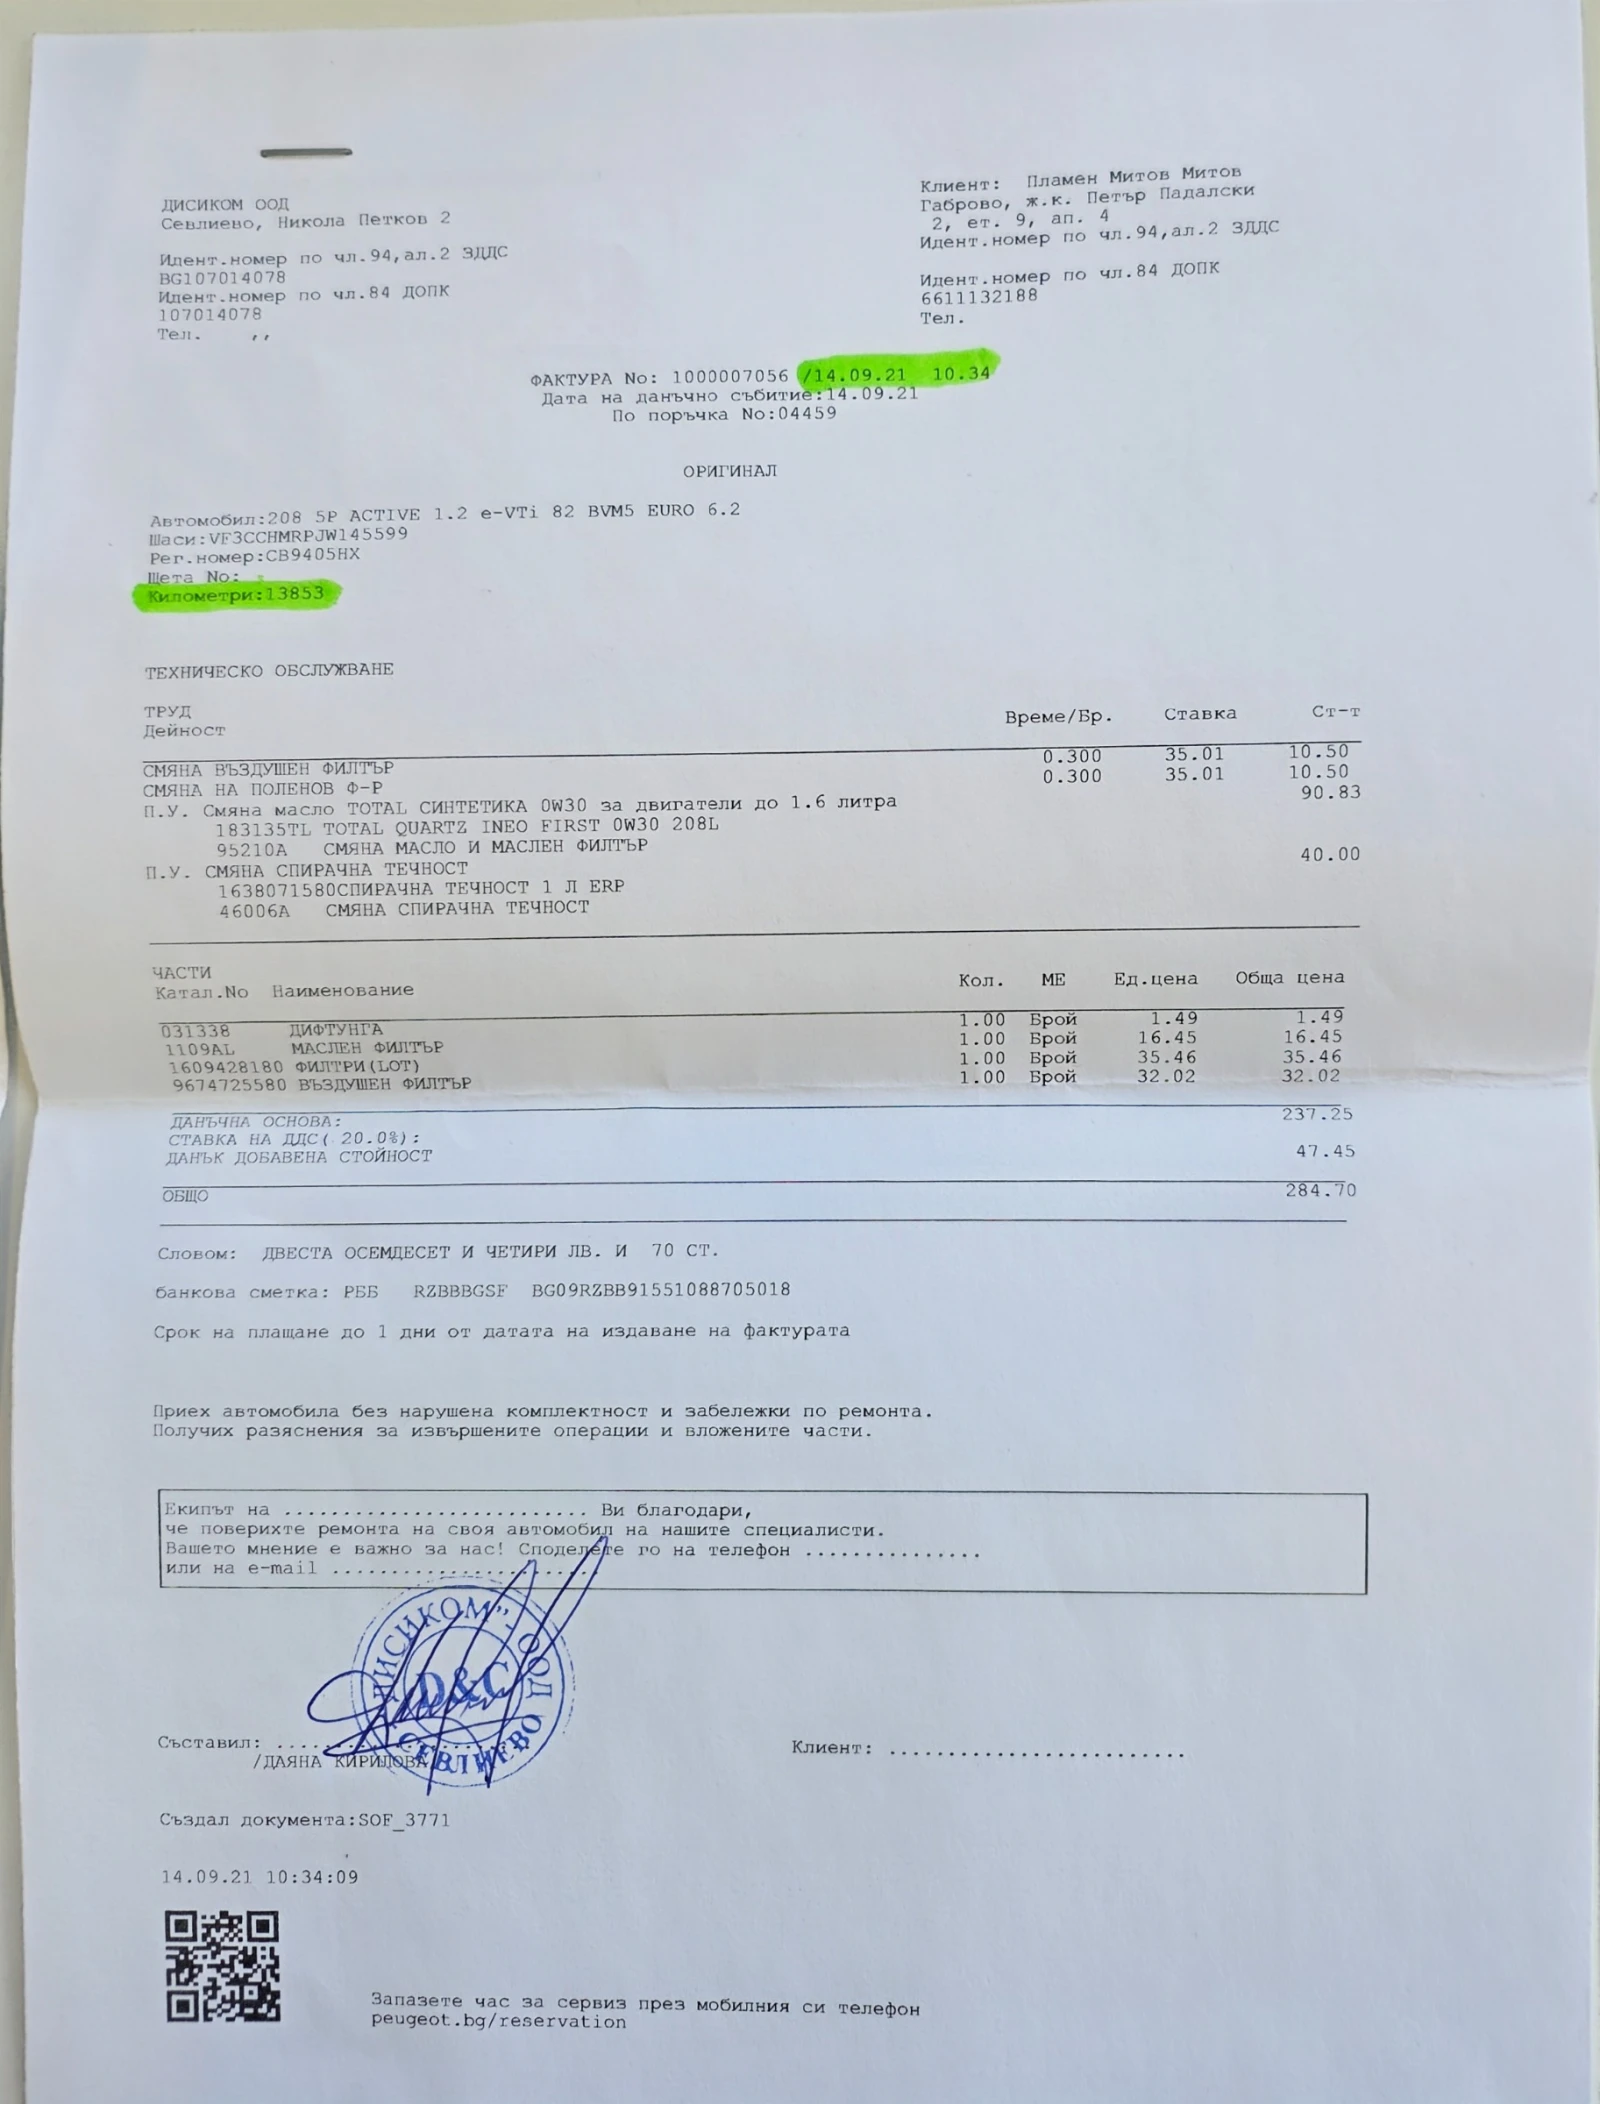 ДИСИКОМ ООД
Севлиево, Никола Петков 2
Идент.номер по чл.94,ал.2 ЗДДС
BG107014078
Идент.номер по чл.84 ДОПК
107014078
Тел. ,,
Клиент: Пламен Митов Митов
Габрово, ж.к. Петър Падалски
2, ет. 9, ап. 4
Идент.номер по чл.94,ал.2 ЗДДС
Идент.номер по чл.84 ДОПК
6611132188
Тел.
ФАКТУРА No: 1000007056 /14.09.21 10.34
Дата на данъчно събитие:14.09.21
По поръчка No:04459
ОРИГИНАЛ
Автомобил:208 5P ACTIVE 1.2 e-VTi 82 BVM5 EURO 6.2
Шаси:VF3CCHMRPJW145599
Рег.номер:CB9405HX
Щета No:
Километри:13853
ТЕХНИЧЕСКО ОБСЛУЖВАНЕ
ТРУД
Дейност Време/Бр. Ставка Ст-т
СМЯНА ВЪЗДУШЕН ФИЛТЪР 0.300 35.01 10.50
СМЯНА НА ПОЛЕНОВ Ф-Р 0.300 35.01 10.50
П.У. Смяна масло TOTAL СИНТЕТИКА 0W30 за двигатели до 1.6 литра 90.83
183135TL TOTAL QUARTZ INEO FIRST 0W30 208L
95210A СМЯНА МАСЛО И МАСЛЕН ФИЛТЪР
П.У. СМЯНА СПИРАЧНА ТЕЧНОСТ 40.00
1638071580СПИРАЧНА ТЕЧНОСТ 1 Л ERP
46006A СМЯНА СПИРАЧНА ТЕЧНОСТ
ЧАСТИ
Катал.No Наименование Кол. МЕ Ед.цена Обща цена
031338 ДИФТУНГА 1.00 Брой 1.49 1.49
1109AL МАСЛЕН ФИЛТЪР 1.00 Брой 16.45 16.45
1609428180 ФИЛТРИ(LOT) 1.00 Брой 35.46 35.46
9674725580 ВЪЗДУШЕН ФИЛТЪР 1.00 Брой 32.02 32.02
ДАНЪЧНА ОСНОВА: 237.25
СТАВКА НА ДДС( 20.0%):
ДАНЪК ДОБАВЕНА СТОЙНОСТ 47.45
ОБЩО 284.70
Словом: ДВЕСТА ОСЕМДЕСЕТ И ЧЕТИРИ ЛВ. И 70 СТ.
банкова сметка: РББ RZBBBGSF BG09RZBB91551088705018
Срок на плащане до 1 дни от датата на издаване на фактурата
Приех автомобила без нарушена комплектност и забележки по ремонта.
Получих разяснения за извършените операции и вложените части.
Екипът на .......................... Ви благодари,
че поверихте ремонта на своя автомобил на нашите специалисти.
Вашето мнение е важно за нас! Споделете го на телефон ...............
или на e-mail .......................
"ДИСИКОМ" ООД
D&C
СЕВЛИЕВО
Съставил: ....................
/ДАЯНА КИРИЛОВА
Клиент: .........................
Създал документа:SOF_3771
14.09.21 10:34:09
Запазете час за сервиз през мобилния си телефон
peugeot.bg/reservation